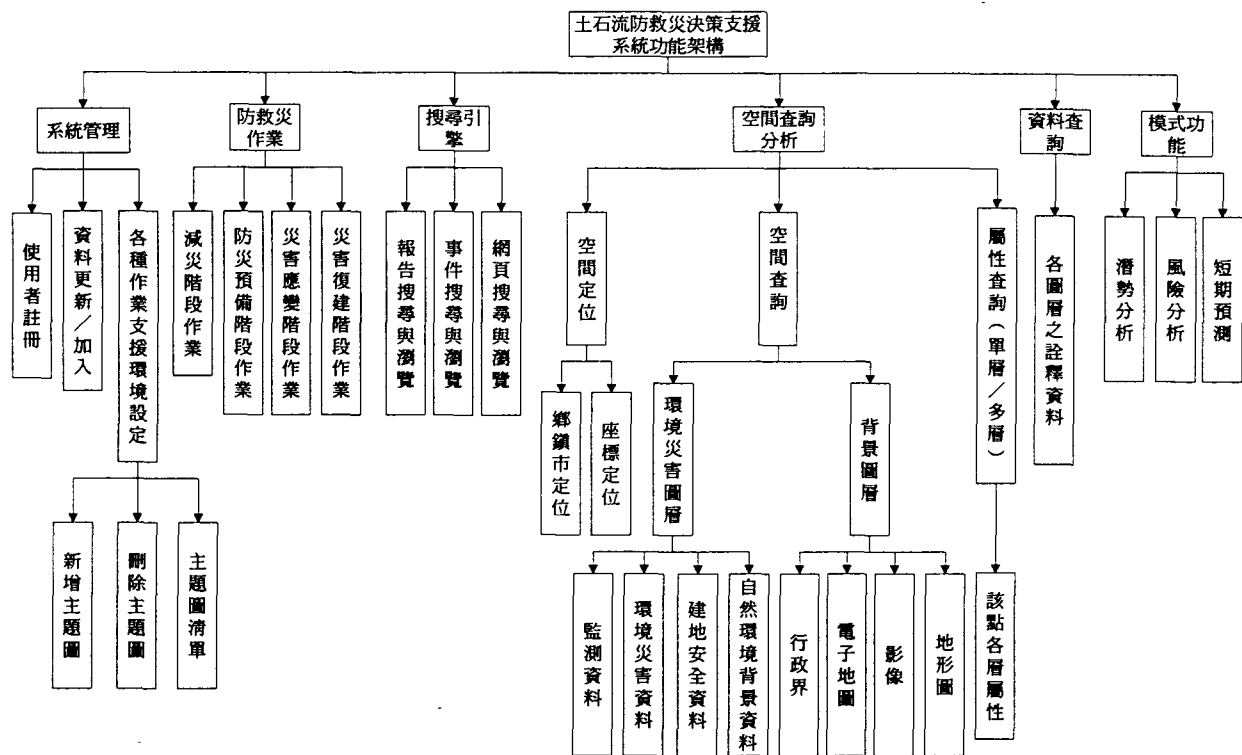 土石流防救災決策支援
系統功能架構
系統管理
防救災
作業
搜尋引
擎
空間查詢
分析
資料查
詢
模式功
能
使用者註冊
資料更新／加入
各種作業支援環境設定
減災階段作業
防災預備階段作業
災害應變階段作業
災害復建階段作業
報告搜尋與瀏覽
事件搜尋與瀏覽
網頁搜尋與瀏覽
空間定位
空間查詢
屬性查詢（單層／多層）
各圖層之詮釋資料
潛勢分析
風險分析
短期預測
鄉鎮市定位
座標定位
環境災害圖層
背景圖層
新增主題圖
刪除主題圖
主題圖清單
監測資料
環境災害資料
建地安全資料
自然環境背景資料
行政界
電子地圖
影像
地形圖
該點各層屬性